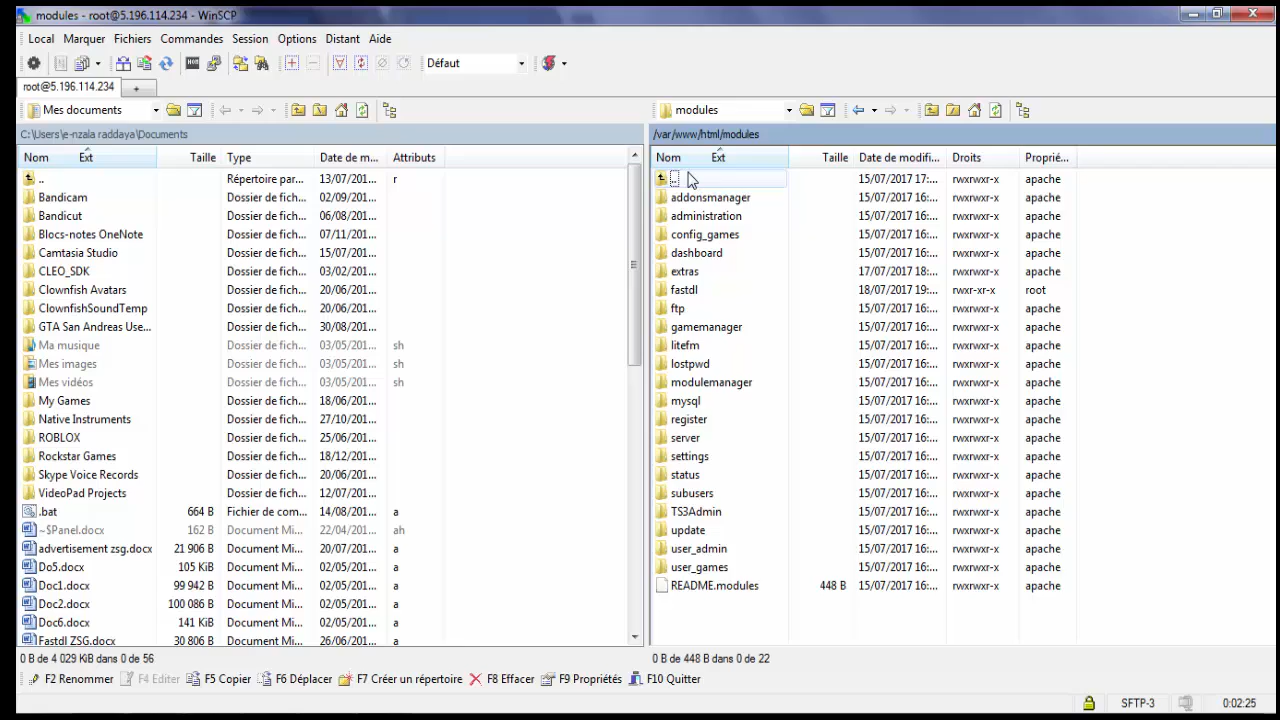 modules - root@5.196.114.234 - WinSCP
Local Marquer Fichiers Commandes Session Options Distant Aide
Défaut
root@5.196.114.234
Mes documents
modules
C:\Users\e-nzala raddaya\Documents
/var/www/html/modules
Nom Ext Taille Type Date de m... Attributs
.. Répertoire par... 13/07/201... r
Bandicam Dossier de fich... 02/09/201...
Bandicut Dossier de fich... 06/08/201...
Blocs-notes OneNote Dossier de fich... 07/11/201...
Camtasia Studio Dossier de fich... 15/07/201...
CLEO_SDK Dossier de fich... 03/02/201...
Clownfish Avatars Dossier de fich... 20/06/201...
ClownfishSoundTemp Dossier de fich... 20/06/201...
GTA San Andreas Use... Dossier de fich... 30/08/201...
Ma musique Dossier de fich... 03/05/201... sh
Mes images Dossier de fich... 03/05/201... sh
Mes vidéos Dossier de fich... 03/05/201... sh
My Games Dossier de fich... 18/06/201...
Native Instruments Dossier de fich... 27/10/201...
ROBLOX Dossier de fich... 25/06/201...
Rockstar Games Dossier de fich... 18/12/201...
Skype Voice Records Dossier de fich... 20/06/201...
VideoPad Projects Dossier de fich... 12/07/201...
.bat 664 B Fichier de com... 14/08/201... a
~$Panel.docx 162 B Document Mi... 22/04/201... ah
advertisement zsg.docx 21 906 B Document Mi... 20/07/201... a
Do5.docx 105 KiB Document Mi... 02/05/201... a
Doc1.docx 99 942 B Document Mi... 02/05/201... a
Doc2.docx 100 086 B Document Mi... 02/05/201... a
Doc6.docx 141 KiB Document Mi... 02/05/201... a
Fastdl ZSG.docx 30 806 B Document Mi... 26/06/201... a
0 B de 4 029 KiB dans 0 de 56
Nom Ext Taille Date de modifi... Droits Proprié...
.. 15/07/2017 17:... rwxrwxr-x apache
addonsmanager 15/07/2017 16:... rwxrwxr-x apache
administration 15/07/2017 16:... rwxrwxr-x apache
config_games 15/07/2017 16:... rwxrwxr-x apache
dashboard 15/07/2017 16:... rwxrwxr-x apache
extras 17/07/2017 18:... rwxrwxr-x apache
fastdl 18/07/2017 19:... rwxr-xr-x root
ftp 15/07/2017 16:... rwxrwxr-x apache
gamemanager 15/07/2017 16:... rwxrwxr-x apache
litefm 15/07/2017 16:... rwxrwxr-x apache
lostpwd 15/07/2017 16:... rwxrwxr-x apache
modulemanager 15/07/2017 16:... rwxrwxr-x apache
mysql 15/07/2017 16:... rwxrwxr-x apache
register 15/07/2017 16:... rwxrwxr-x apache
server 15/07/2017 16:... rwxrwxr-x apache
settings 15/07/2017 16:... rwxrwxr-x apache
status 15/07/2017 16:... rwxrwxr-x apache
subusers 15/07/2017 16:... rwxrwxr-x apache
TS3Admin 15/07/2017 16:... rwxrwxr-x apache
update 15/07/2017 16:... rwxrwxr-x apache
user_admin 15/07/2017 16:... rwxrwxr-x apache
user_games 15/07/2017 16:... rwxrwxr-x apache
README.modules 448 B 15/07/2017 16:... rwxrwxr-x apache
0 B de 448 B dans 0 de 22
F2 Renommer F4 Editer F5 Copier F6 Déplacer F7 Créer un répertoire F8 Effacer F9 Propriétés F10 Quitter
SFTP-3 0:02:25